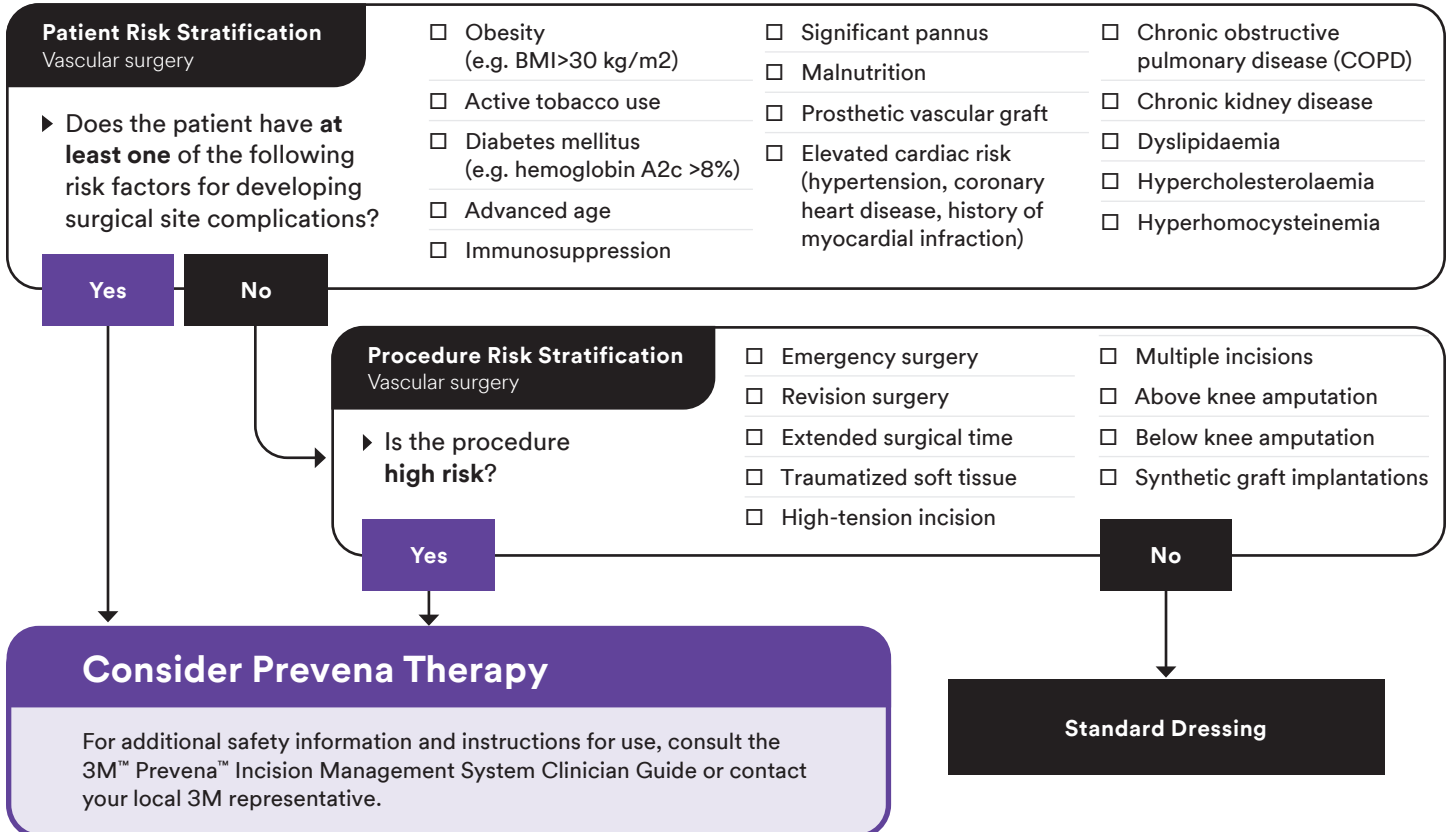 Patient Risk Stratification
Vascular surgery
Does the patient have at
least one of the following
risk factors for developing
surgical site complications?
☐ Obesity
(e.g. BMI>30 kg/m2)
☐ Active tobacco use
☐ Diabetes mellitus
(e.g. hemoglobin A2c >8%)
☐ Advanced age
☐ Immunosuppression
☐ Significant pannus
☐ Malnutrition
☐ Prosthetic vascular graft
☐ Elevated cardiac risk
(hypertension, coronary
heart disease, history of
myocardial infraction)
☐ Chronic obstructive
pulmonary disease (COPD)
☐ Chronic kidney disease
☐ Dyslipidaemia
☐ Hypercholesterolaemia
☐ Hyperhomocysteinemia
Yes
No
Procedure Risk Stratification
Vascular surgery
Is the procedure
high risk?
☐ Emergency surgery
☐ Revision surgery
☐ Extended surgical time
☐ Traumatized soft tissue
☐ High-tension incision
☐ Multiple incisions
☐ Above knee amputation
☐ Below knee amputation
☐ Synthetic graft implantations
Yes
No
Consider Prevena Therapy
For additional safety information and instructions for use, consult the
3M™ Prevena™ Incision Management System Clinician Guide or contact
your local 3M representative.
Standard Dressing